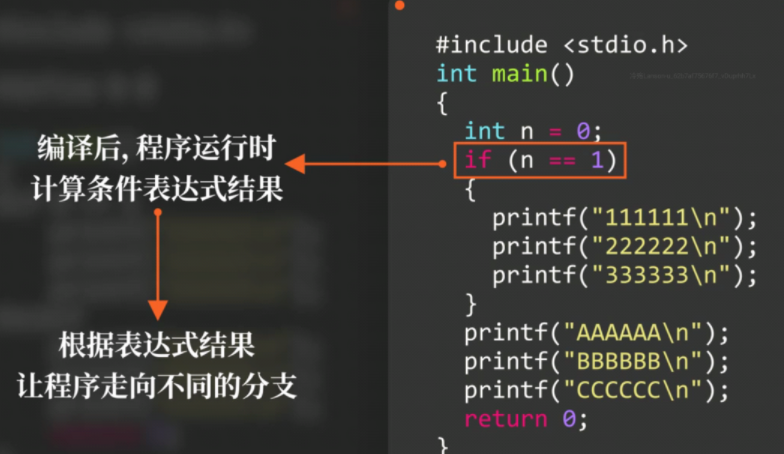 编译后, 程序运行时
计算条件表达式结果
根据表达式结果
让程序走向不同的分支
#include <stdio.h>
int main()
{
int n = 0;
if (n == 1)
{
printf("111111\n");
printf("222222\n");
printf("333333\n");
}
printf("AAAAAA\n");
printf("BBBBBB\n");
printf("CCCCCC\n");
return 0;
}